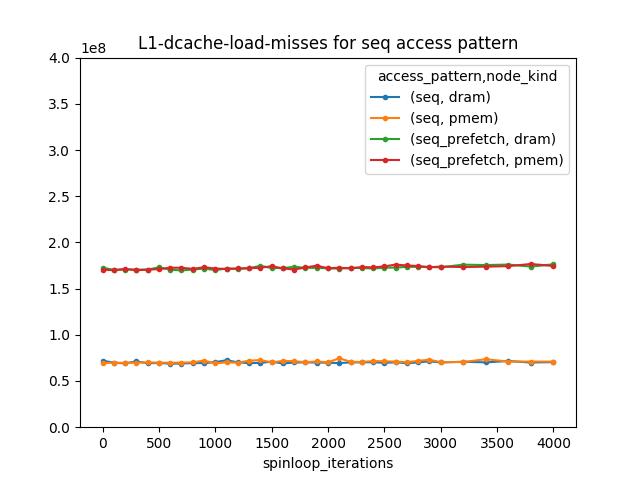 L1-dcache-load-misses for seq access pattern
1e8
access_pattern,node_kind
(seq, dram)
(seq, pmem)
(seq_prefetch, dram)
(seq_prefetch, pmem)
4.0
3.5
3.0
2.5
2.0
1.5
1.0
0.5
0.0
0 500 1000 1500 2000 2500 3000 3500 4000
spinloop_iterations